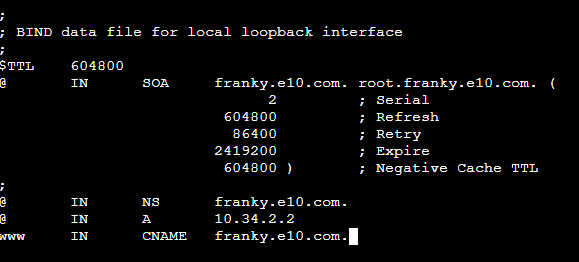 ;
; BIND data file for local loopback interface
;
$TTL    604800
@       IN      SOA     franky.e10.com. root.franky.e10.com. (
                              2         ; Serial
                         604800         ; Refresh
                          86400         ; Retry
                        2419200         ; Expire
                         604800 )       ; Negative Cache TTL
;
@       IN      NS      franky.e10.com.
@       IN      A       10.34.2.2
www     IN      CNAME   franky.e10.com.